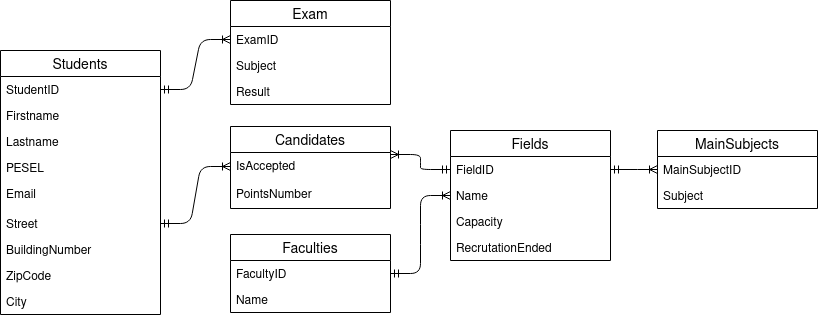 Students
StudentID
Firstname
Lastname
PESEL
Email
Street
BuildingNumber
ZipCode
City
Exam
ExamID
Subject
Result
Candidates
IsAccepted
PointsNumber
Faculties
FacultyID
Name
Fields
FieldID
Name
Capacity
RecrutationEnded
MainSubjects
MainSubjectID
Subject